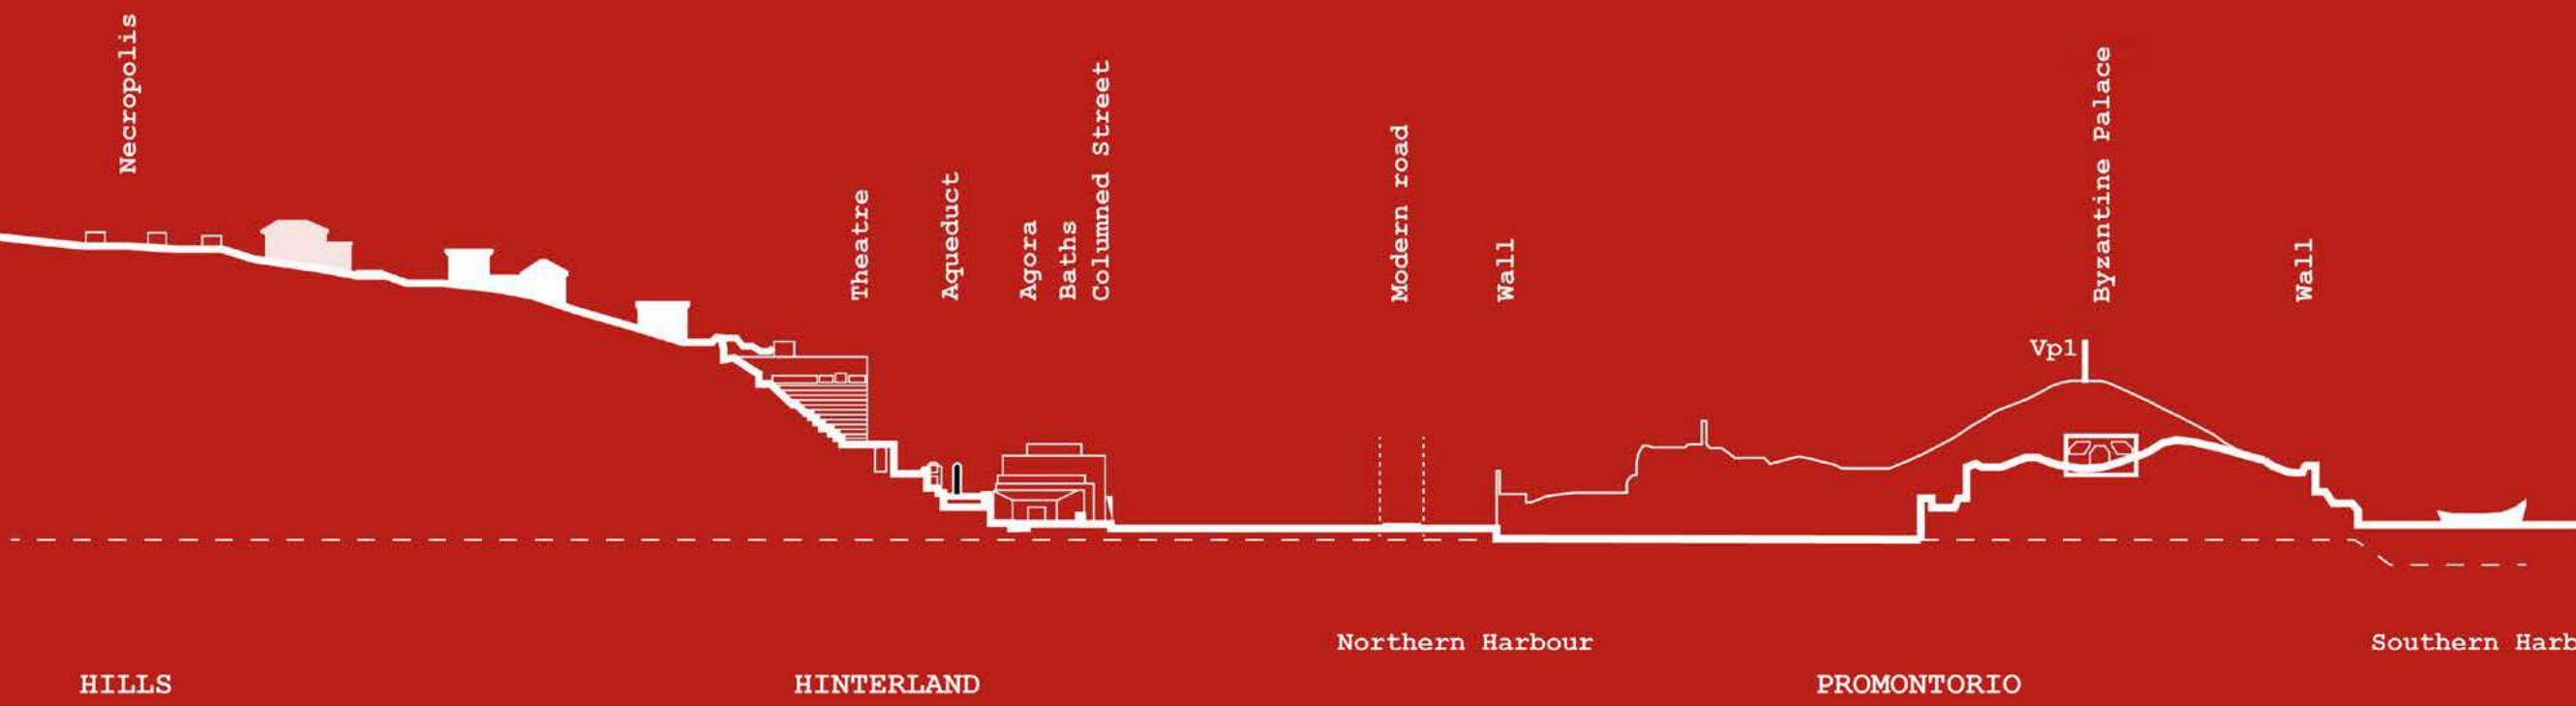 Necropolis
Theatre
Aqueduct
Agora
Baths
Columned Street
Modern road
Wall
Byzantine Palace
Wall
Vp1
Northern Harbour
Southern Harb
HILLS
HINTERLAND
PROMONTORIO